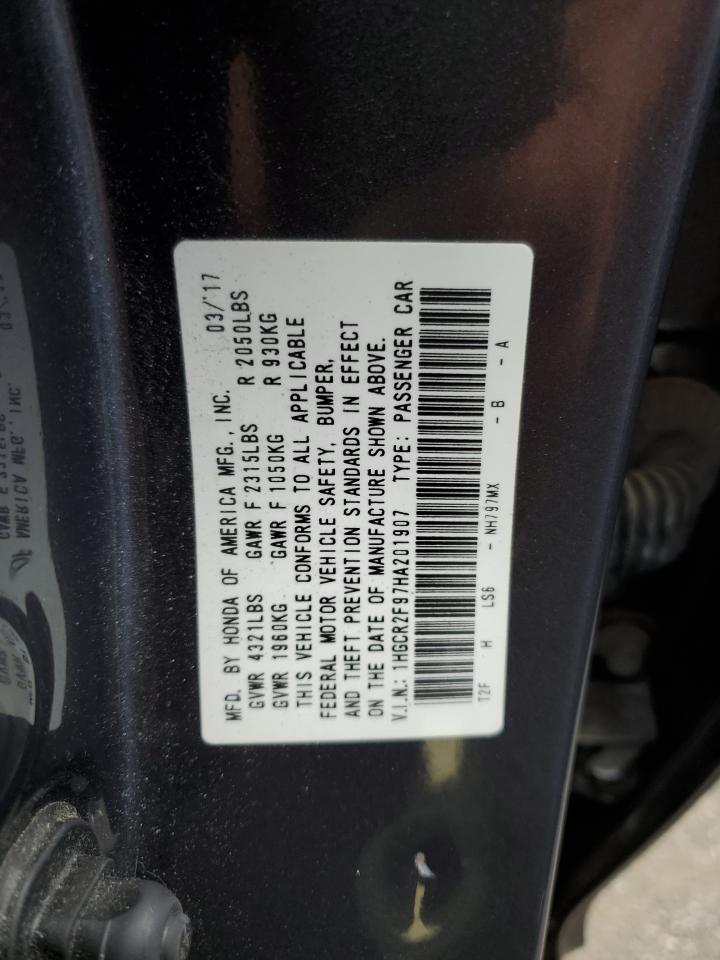 MFD. BY HONDA OF AMERICA MFG., INC. 03/'17
GVWR 4321LBS GAWR F 2315LBS R 2050LBS
GVWR 1960KG GAWR F 1050KG R 930KG
THIS VEHICLE CONFORMS TO ALL APPLICABLE
FEDERAL MOTOR VEHICLE SAFETY, BUMPER,
AND THEFT PREVENTION STANDARDS IN EFFECT
ON THE DATE OF MANUFACTURE SHOWN ABOVE.
V.I.N.: 1HGCR2F97HA201907 TYPE: PASSENGER CAR
T2F H LS6 - NH797MX - B - A